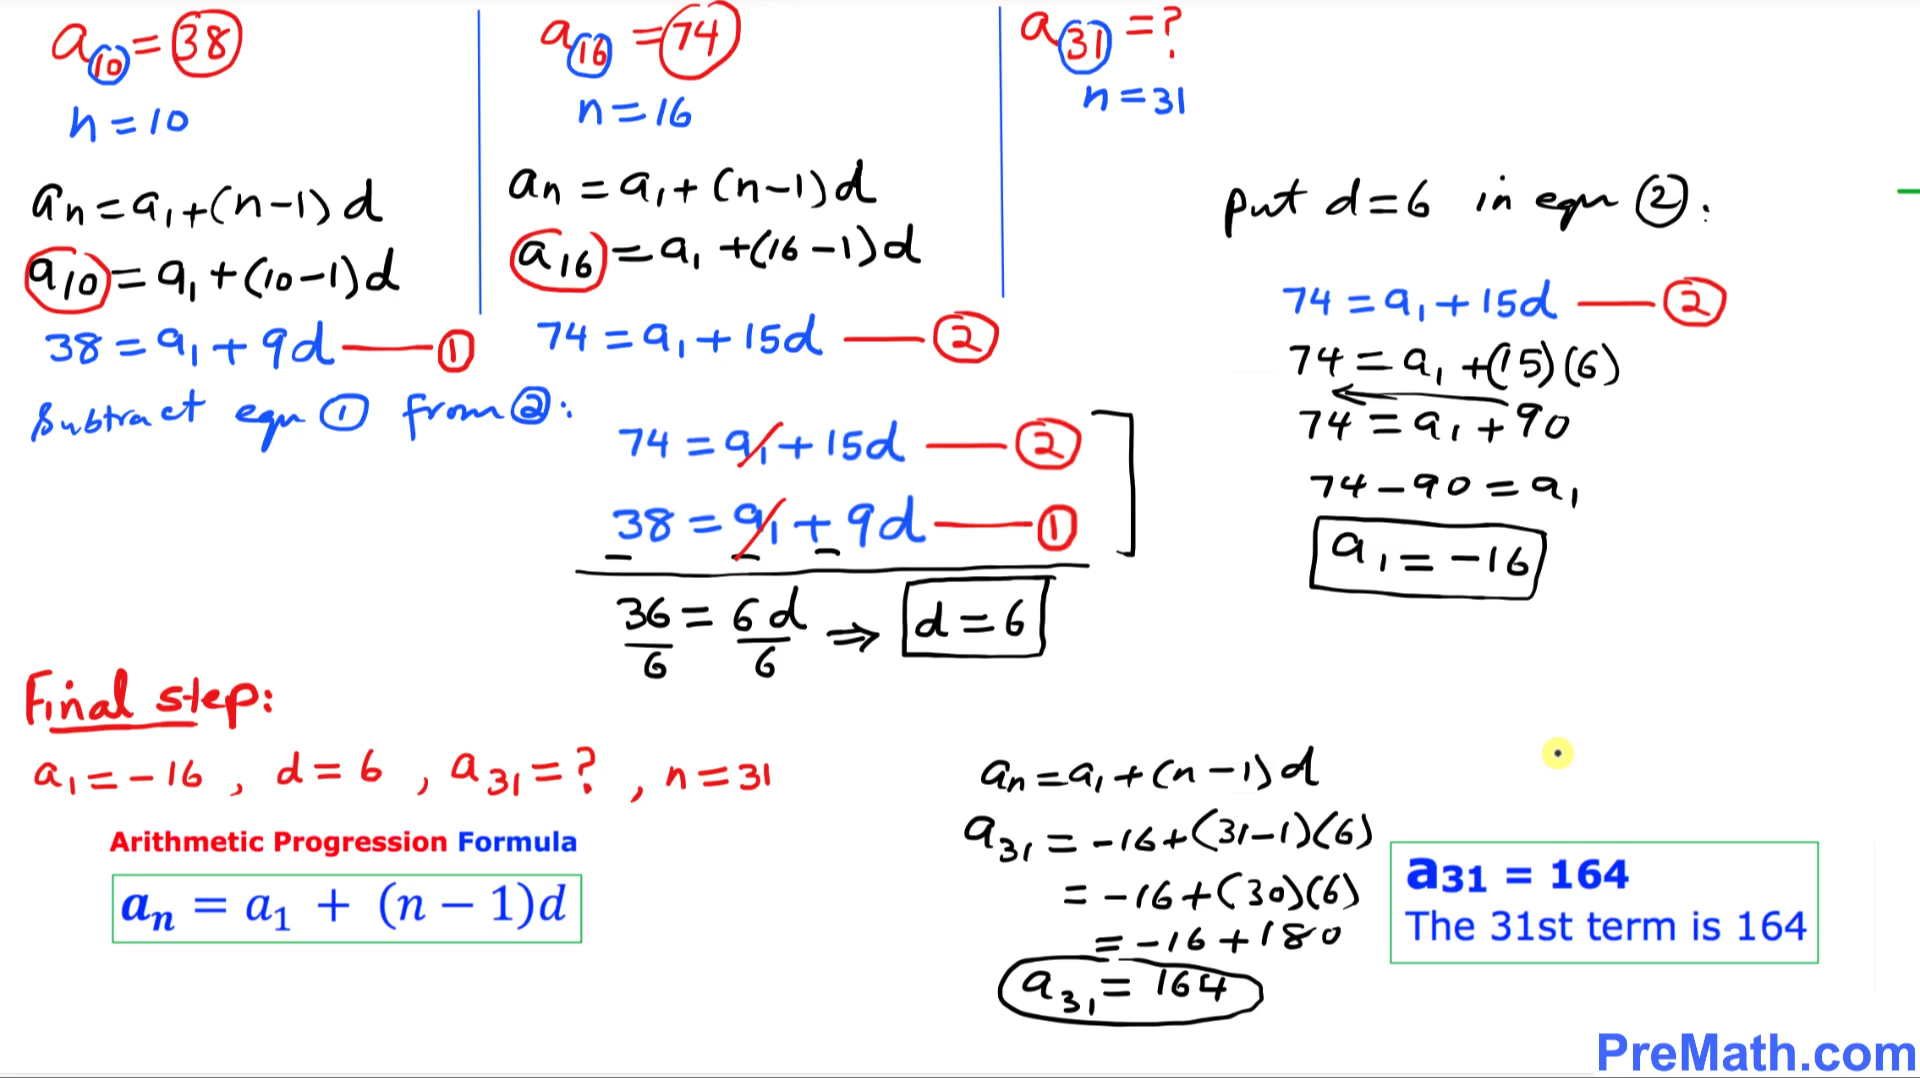 a10 = 38
n = 10
an = a1 + (n-1)d
a10 = a1 + (10-1)d
38 = a1 + 9d —— ①
Subtract equ ① from ②:
a16 = 74
n = 16
an = a1 + (n-1)d
a16 = a1 + (16-1)d
74 = a1 + 15d —— ②
74 = a1 + 15d —— ②
38 = a1 + 9d —— ①
— — —
36/6 = 6d/6 ⇒ d = 6
a31 = ?
n = 31
put d = 6 in equ ②:
74 = a1 + 15d —— ②
74 = a1 + (15)(6)
74 = a1 + 90
74 - 90 = a1
a1 = -16
Final step:
a1 = -16 , d = 6 , a31 = ? , n = 31
Arithmetic Progression Formula
an = a1 + (n − 1)d
an = a1 + (n-1)d
a31 = -16 + (31-1)(6)
= -16 + (30)(6)
= -16 + 180
a31 = 164
a31 = 164
The 31st term is 164
PreMath.com